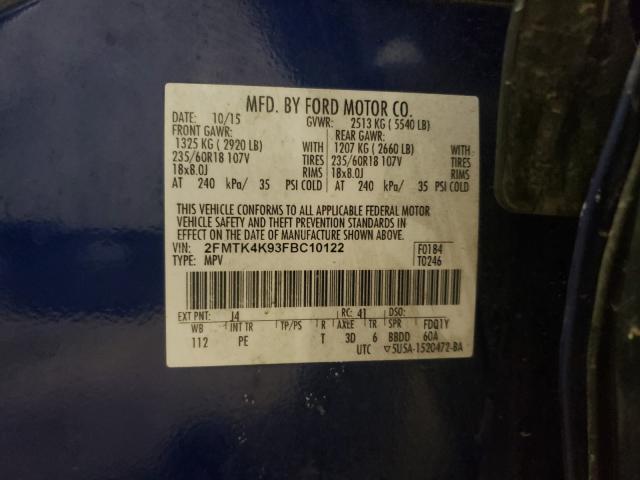 MFD. BY FORD MOTOR CO.
DATE: 10/15 GVWR: 2513 KG ( 5540 LB)
FRONT GAWR: REAR GAWR:
1325 KG ( 2920 LB) WITH 1207 KG ( 2660 LB) WITH
235/60R18 107V TIRES 235/60R18 107V TIRES
18x8.0J RIMS 18x8.0J RIMS
AT 240 kPa/ 35 PSI COLD AT 240 kPa/ 35 PSI COLD
THIS VEHICLE CONFORMS TO ALL APPLICABLE FEDERAL MOTOR
VEHICLE SAFETY AND THEFT PREVENTION STANDARDS IN
EFFECT ON THE DATE OF MANUFACTURE SHOWN ABOVE.
VIN: 2FMTK4K93FBC10122 F0184
TYPE: MPV T0246
EXT PNT: J4 RC: 41 DSO:
WB INT TR TP/PS R AXLE TR SPR FDQ1Y
112 PE T 3D 6 BBDD 60A
UTC ▽5USA-1520472-BA